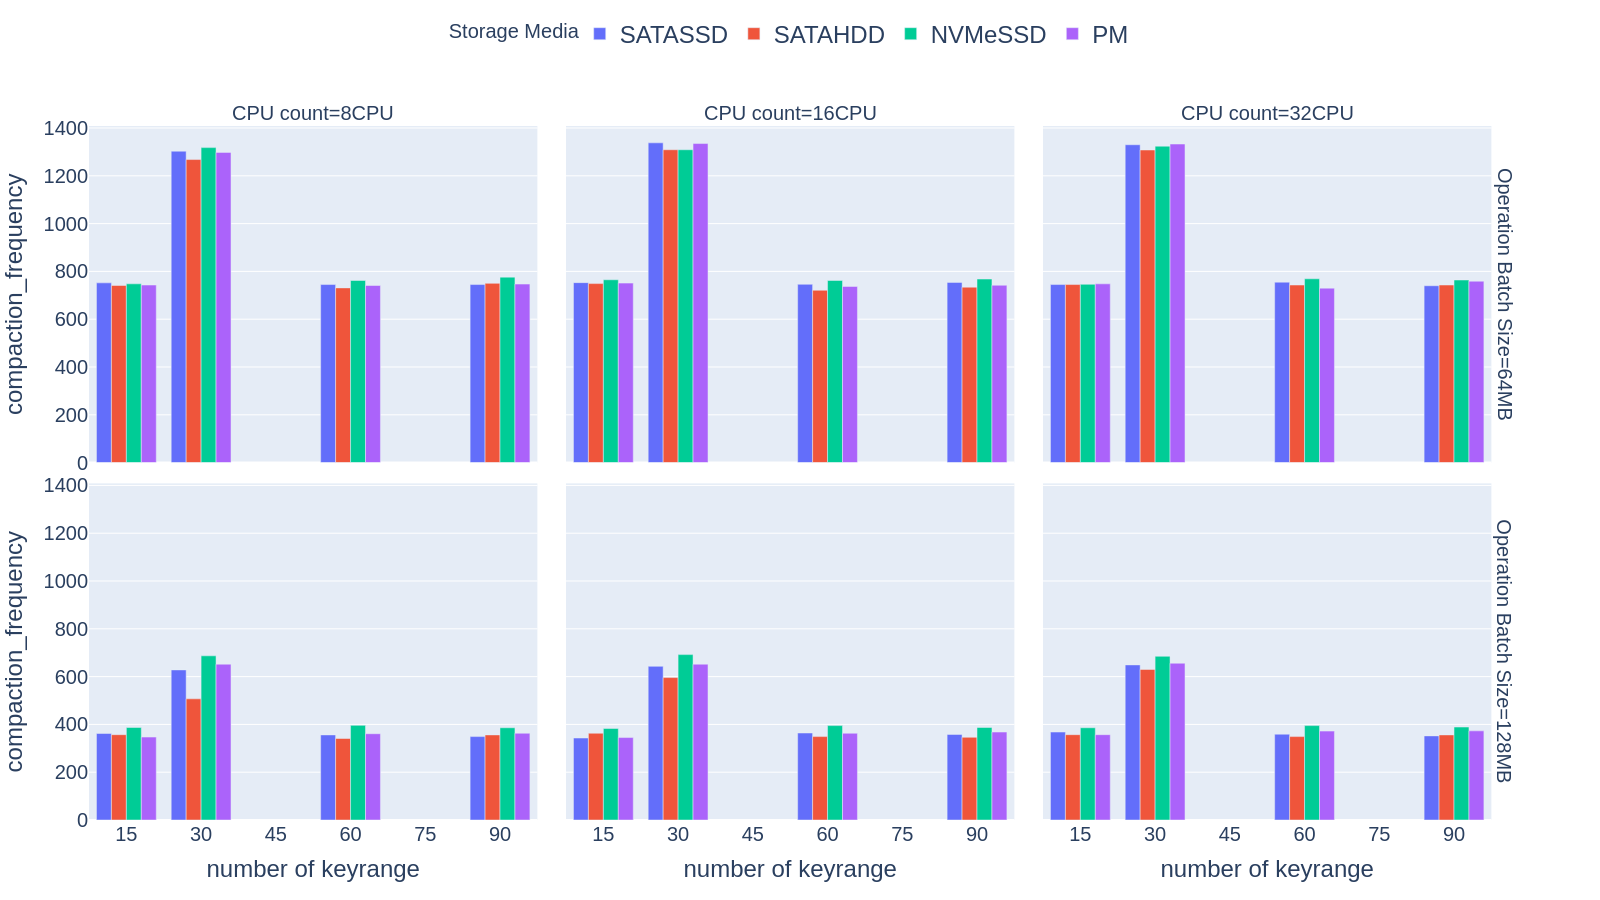 Storage Media SATASSD SATAHDD NVMeSSD PM
CPU count=8CPU CPU count=16CPU CPU count=32CPU
compaction_frequency
1400
1200
1000
800
600
400
200
0
Operation Batch Size=64MB
compaction_frequency
1400
1200
1000
800
600
400
200
0
Operation Batch Size=128MB
15 30 45 60 75 90 15 30 45 60 75 90 15 30 45 60 75 90
number of keyrange number of keyrange number of keyrange